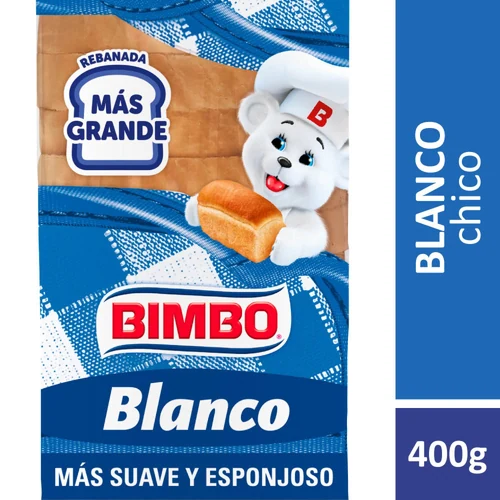 REBANADA
MÁS
GRANDE
B
BIMBO®
Blanco
MÁS SUAVE Y ESPONJOSO
BLANCO
chico
400g